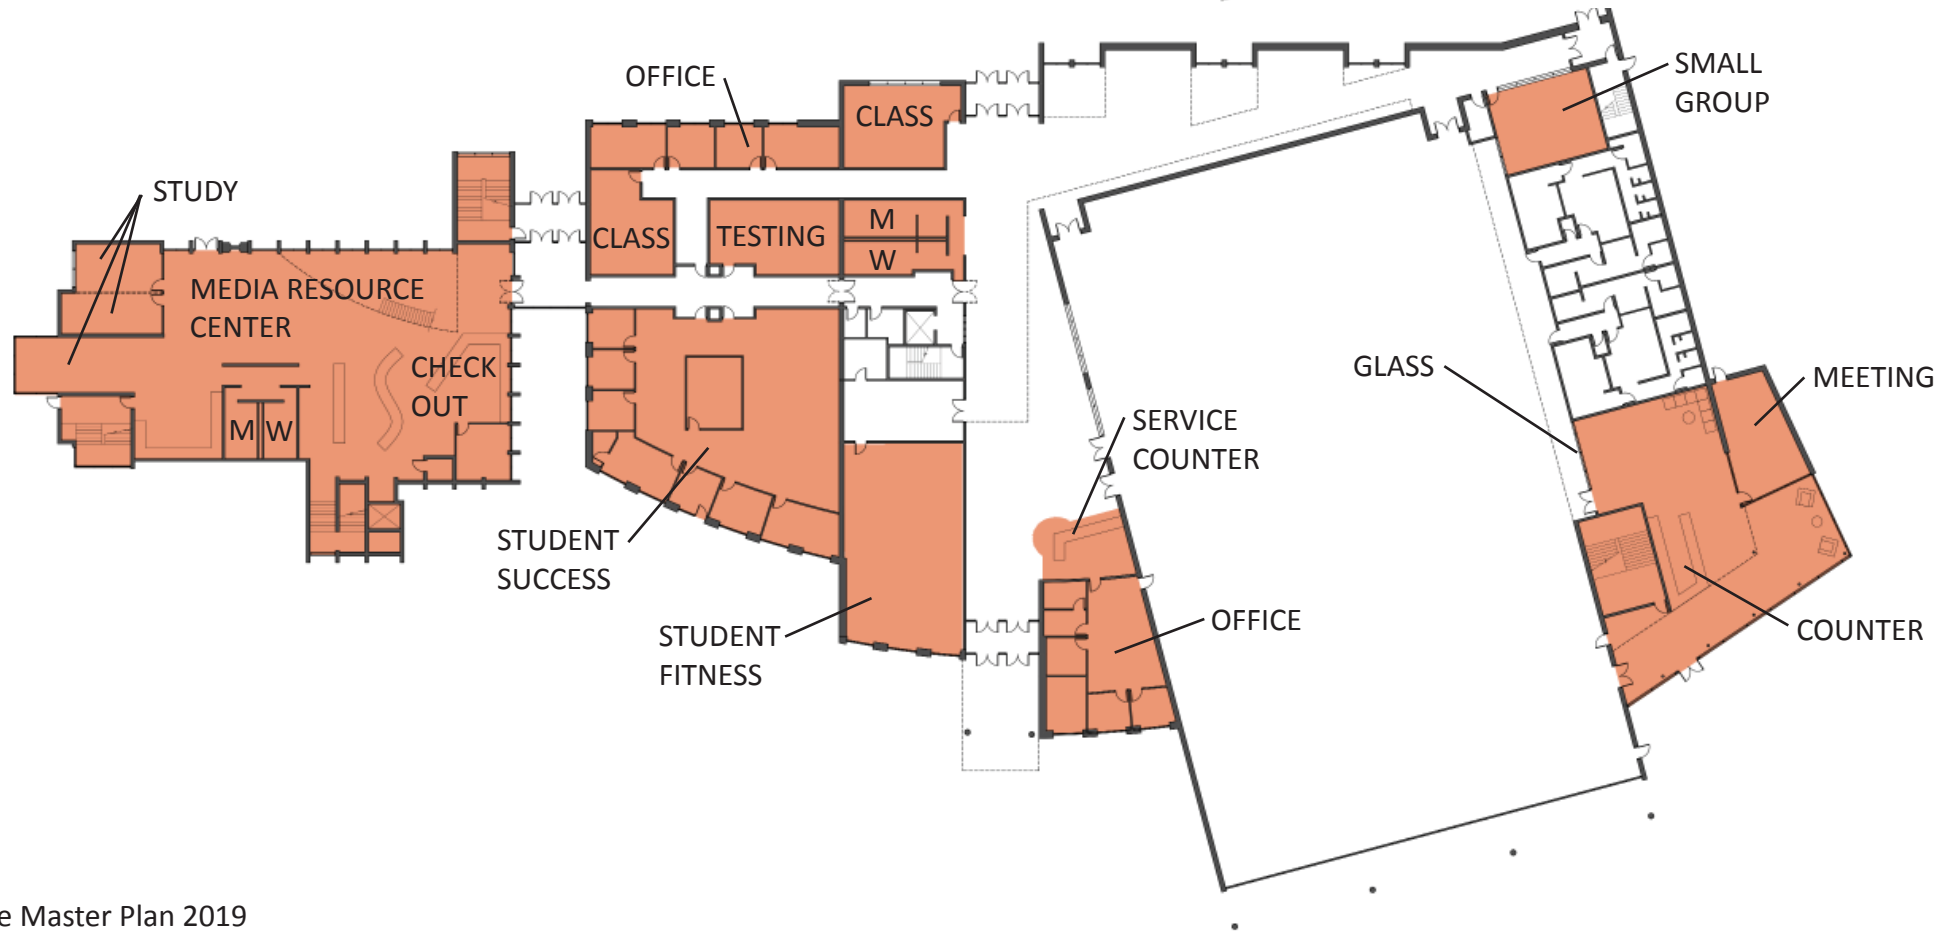 OFFICE
CLASS
SMALL
GROUP
STUDY
CLASS
TESTING
M
W
MEDIA RESOURCE
CENTER
CHECK
OUT
M
W
GLASS
MEETING
SERVICE
COUNTER
STUDENT
SUCCESS
STUDENT
FITNESS
OFFICE
COUNTER
e Master Plan 2019